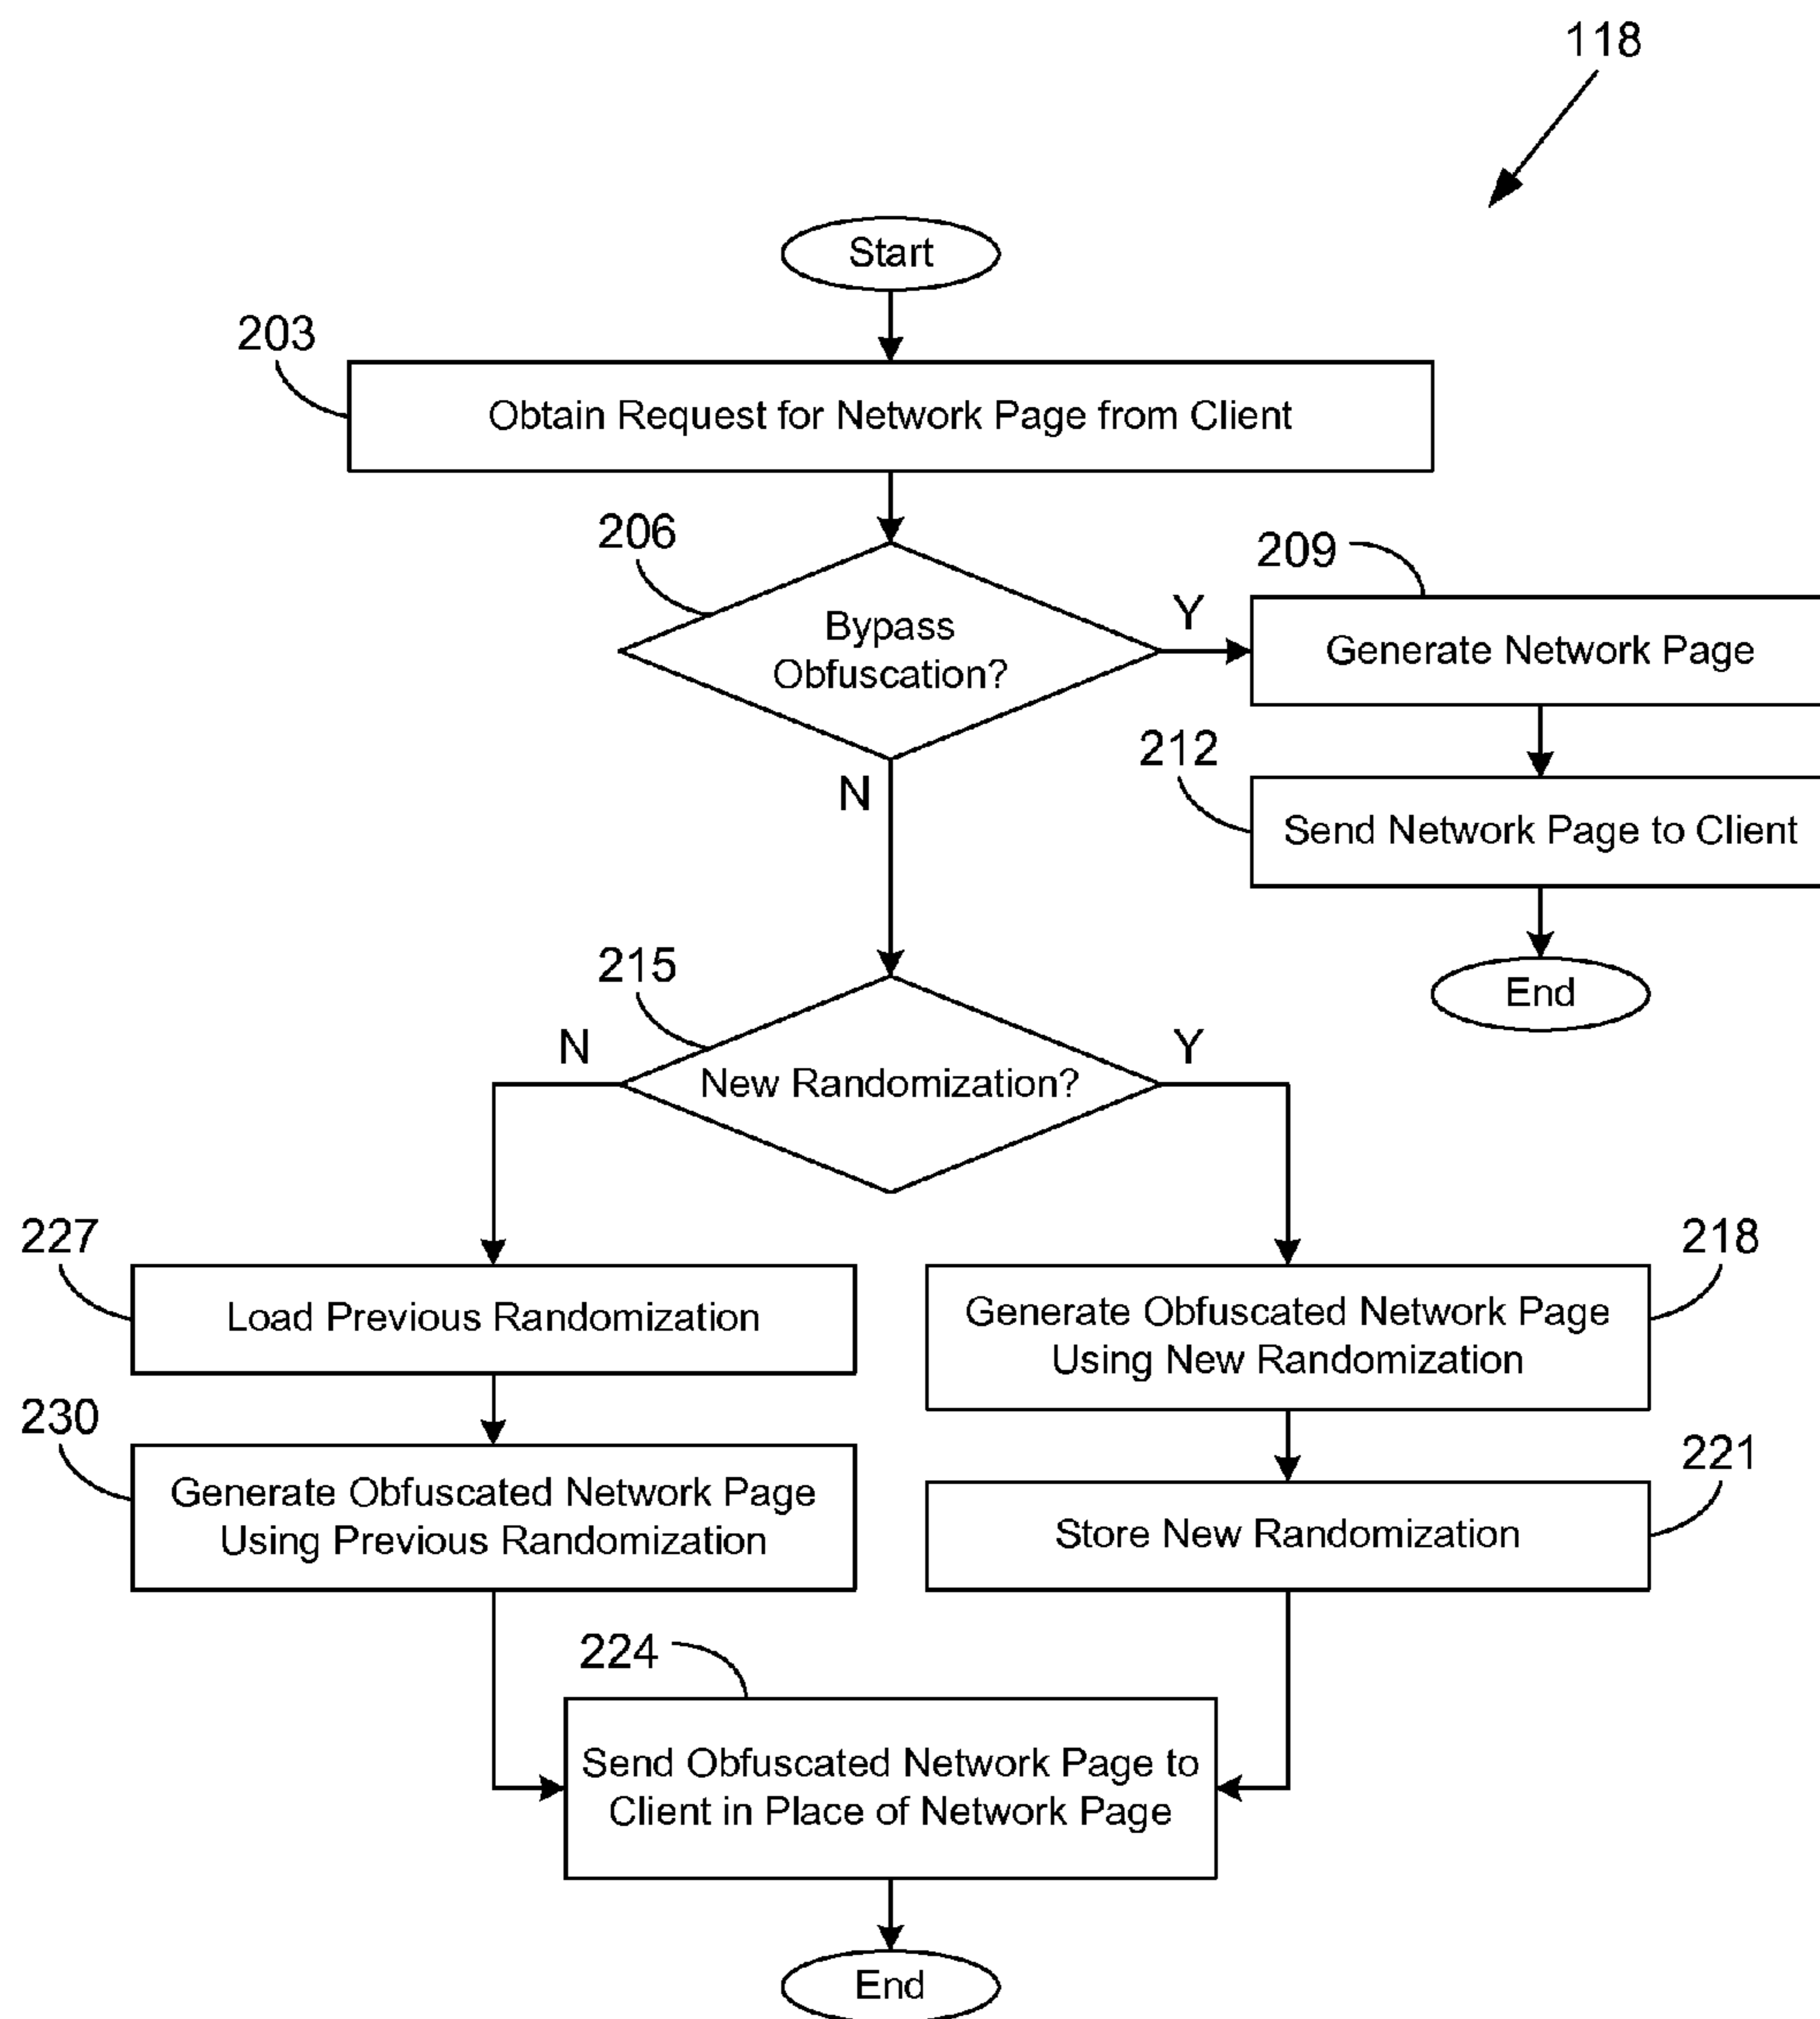 118
Start
203
Obtain Request for Network Page from Client
206
Bypass
Obfuscation?
Y
209
Generate Network Page
212
Send Network Page to Client
N
End
215
N
New Randomization?
Y
227
Load Previous Randomization
218
Generate Obfuscated Network Page
Using New Randomization
230
Generate Obfuscated Network Page
Using Previous Randomization
221
Store New Randomization
224
Send Obfuscated Network Page to
Client in Place of Network Page
End